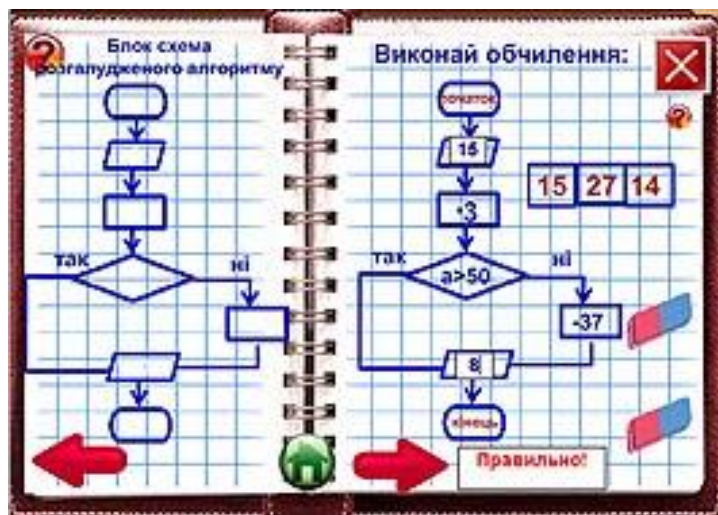 Блок схема
розгалудженого алгоритму
так
ні
Виконай обчилення:
початок
15
·3
15 27 14
так
a>50
ні
-37
8
кінець
Правильно!